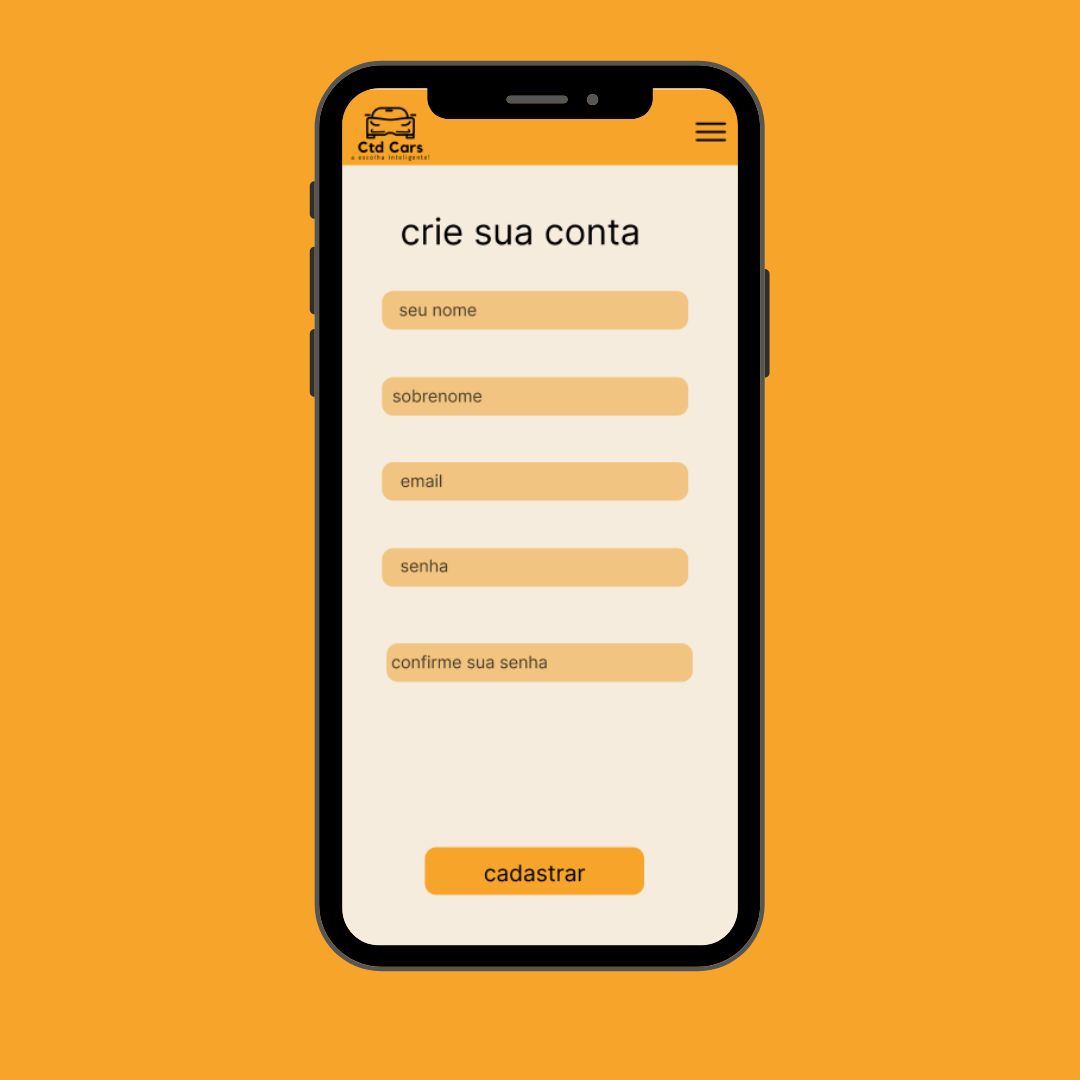 Ctd Cars
a escolha inteligente!
crie sua conta
seu nome
sobrenome
email
senha
confirme sua senha
cadastrar